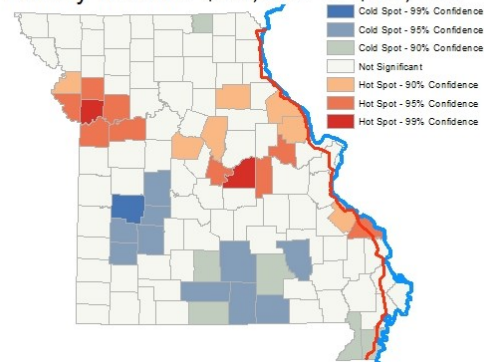 Cold Spot - 99% Confidence
Cold Spot - 95% Confidence
Cold Spot - 90% Confidence
Not Significant
Hot Spot - 90% Confidence
Hot Spot - 95% Confidence
Hot Spot - 99% Confidence